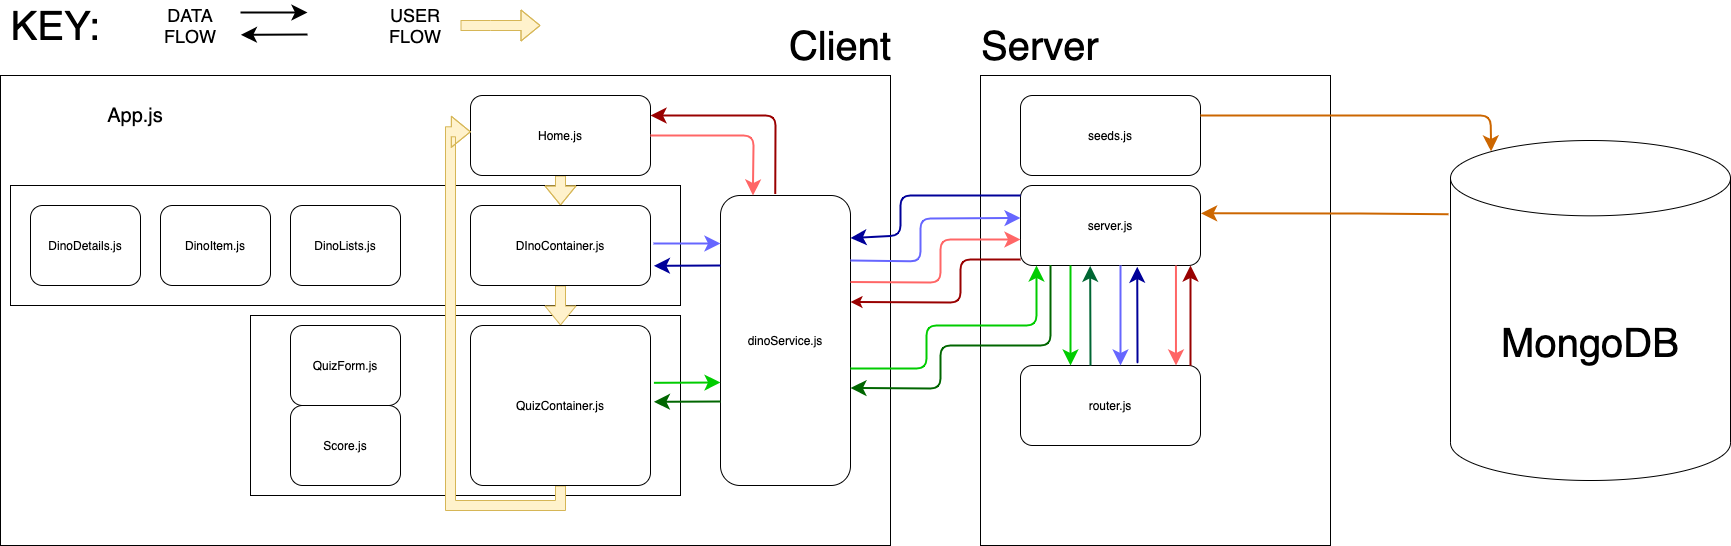 KEY:
DATA
FLOW
USER
FLOW
Client
Server
App.js
Home.js
seeds.js
DinoDetails.js
DinoItem.js
DinoLists.js
DInoContainer.js
server.js
dinoService.js
MongoDB
QuizForm.js
QuizContainer.js
router.js
Score.js